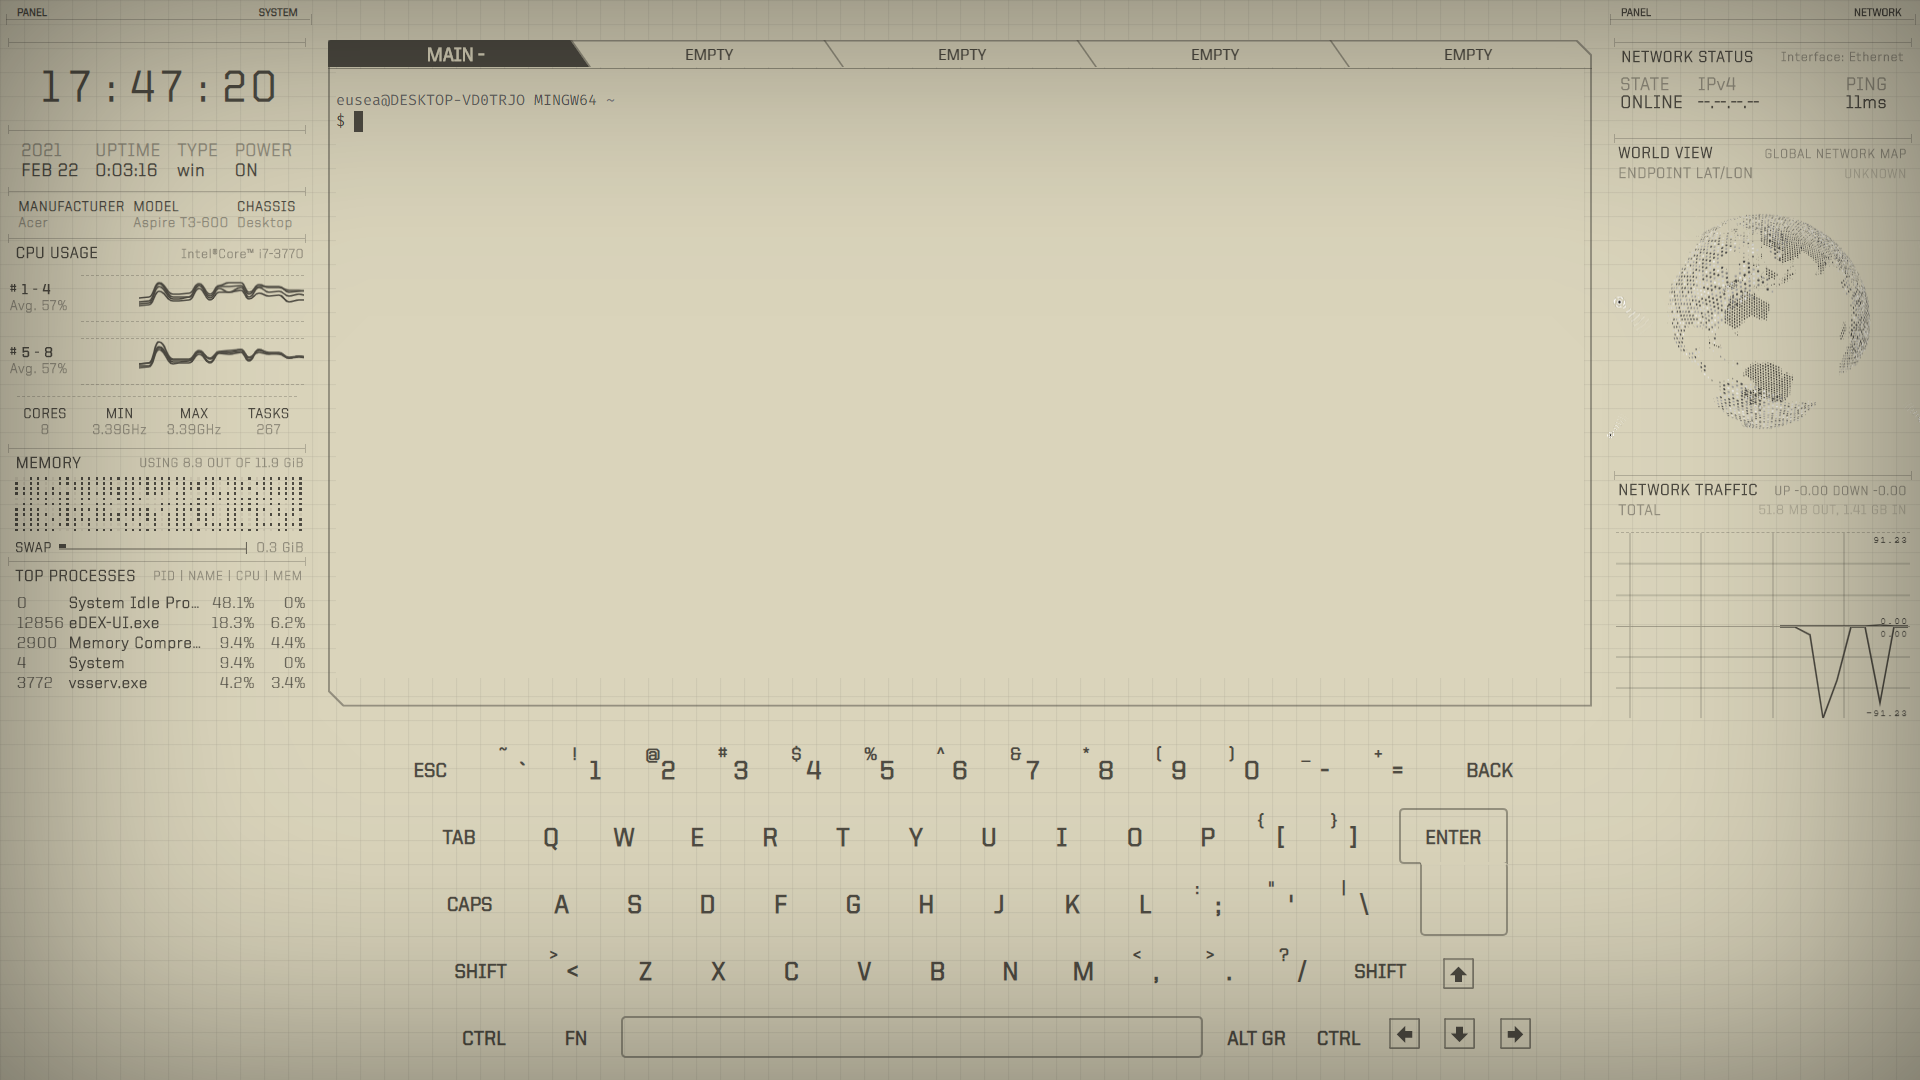 PANEL SYSTEM
17:47:20
2021 UPTIME TYPE POWER
FEB 22 0:03:16 win ON
MANUFACTURER MODEL CHASSIS
Acer Aspire T3-600 Desktop
CPU USAGE Intel®Core™ i7-3770
# 1 - 4
Avg. 57%
# 5 - 8
Avg. 57%
CORES MIN MAX TASKS
8 3.39GHz 3.39GHz 267
MEMORY USING 8.9 OUT OF 11.9 GiB
SWAP 0.3 GiB
TOP PROCESSES PID | NAME | CPU | MEM
0 System Idle Pro... 48.1% 0%
12856 eDEX-UI.exe 18.3% 6.2%
2900 Memory Compre... 9.4% 4.4%
4 System 9.4% 0%
3772 vsserv.exe 4.2% 3.4%
MAIN - EMPTY EMPTY EMPTY EMPTY
eusea@DESKTOP-VD0TRJO MINGW64 ~
$
PANEL NETWORK
NETWORK STATUS Interface: Ethernet
STATE IPv4 PING
ONLINE --.--.--.-- 11ms
WORLD VIEW GLOBAL NETWORK MAP
ENDPOINT LAT/LON UNKNOWN
NETWORK TRAFFIC UP -0.00 DOWN -0.00
TOTAL 51.8 MB OUT, 1.41 GB IN
91.23
0.00
0.00
-91.23
ESC ~ ` ! 1 @ 2 # 3 $ 4 % 5 ^ 6 & 7 * 8 ( 9 ) 0 _ - + = BACK
TAB Q W E R T Y U I O P { [ } ] ENTER
CAPS A S D F G H J K L : ; " ' | \
SHIFT > < Z X C V B N M < , > . ? / SHIFT
CTRL FN ALT GR CTRL